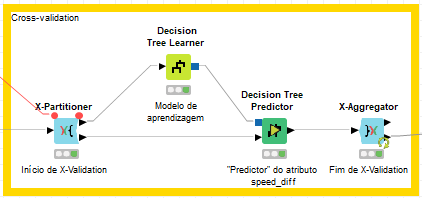 Cross-validation
Decision
Tree Learner
Modelo de
aprendizagem
X-Partitioner
Início de X-Validation
Decision Tree
Predictor
"Predictor" do atributo
speed_diff
X-Aggregator
Fim de X-Validation